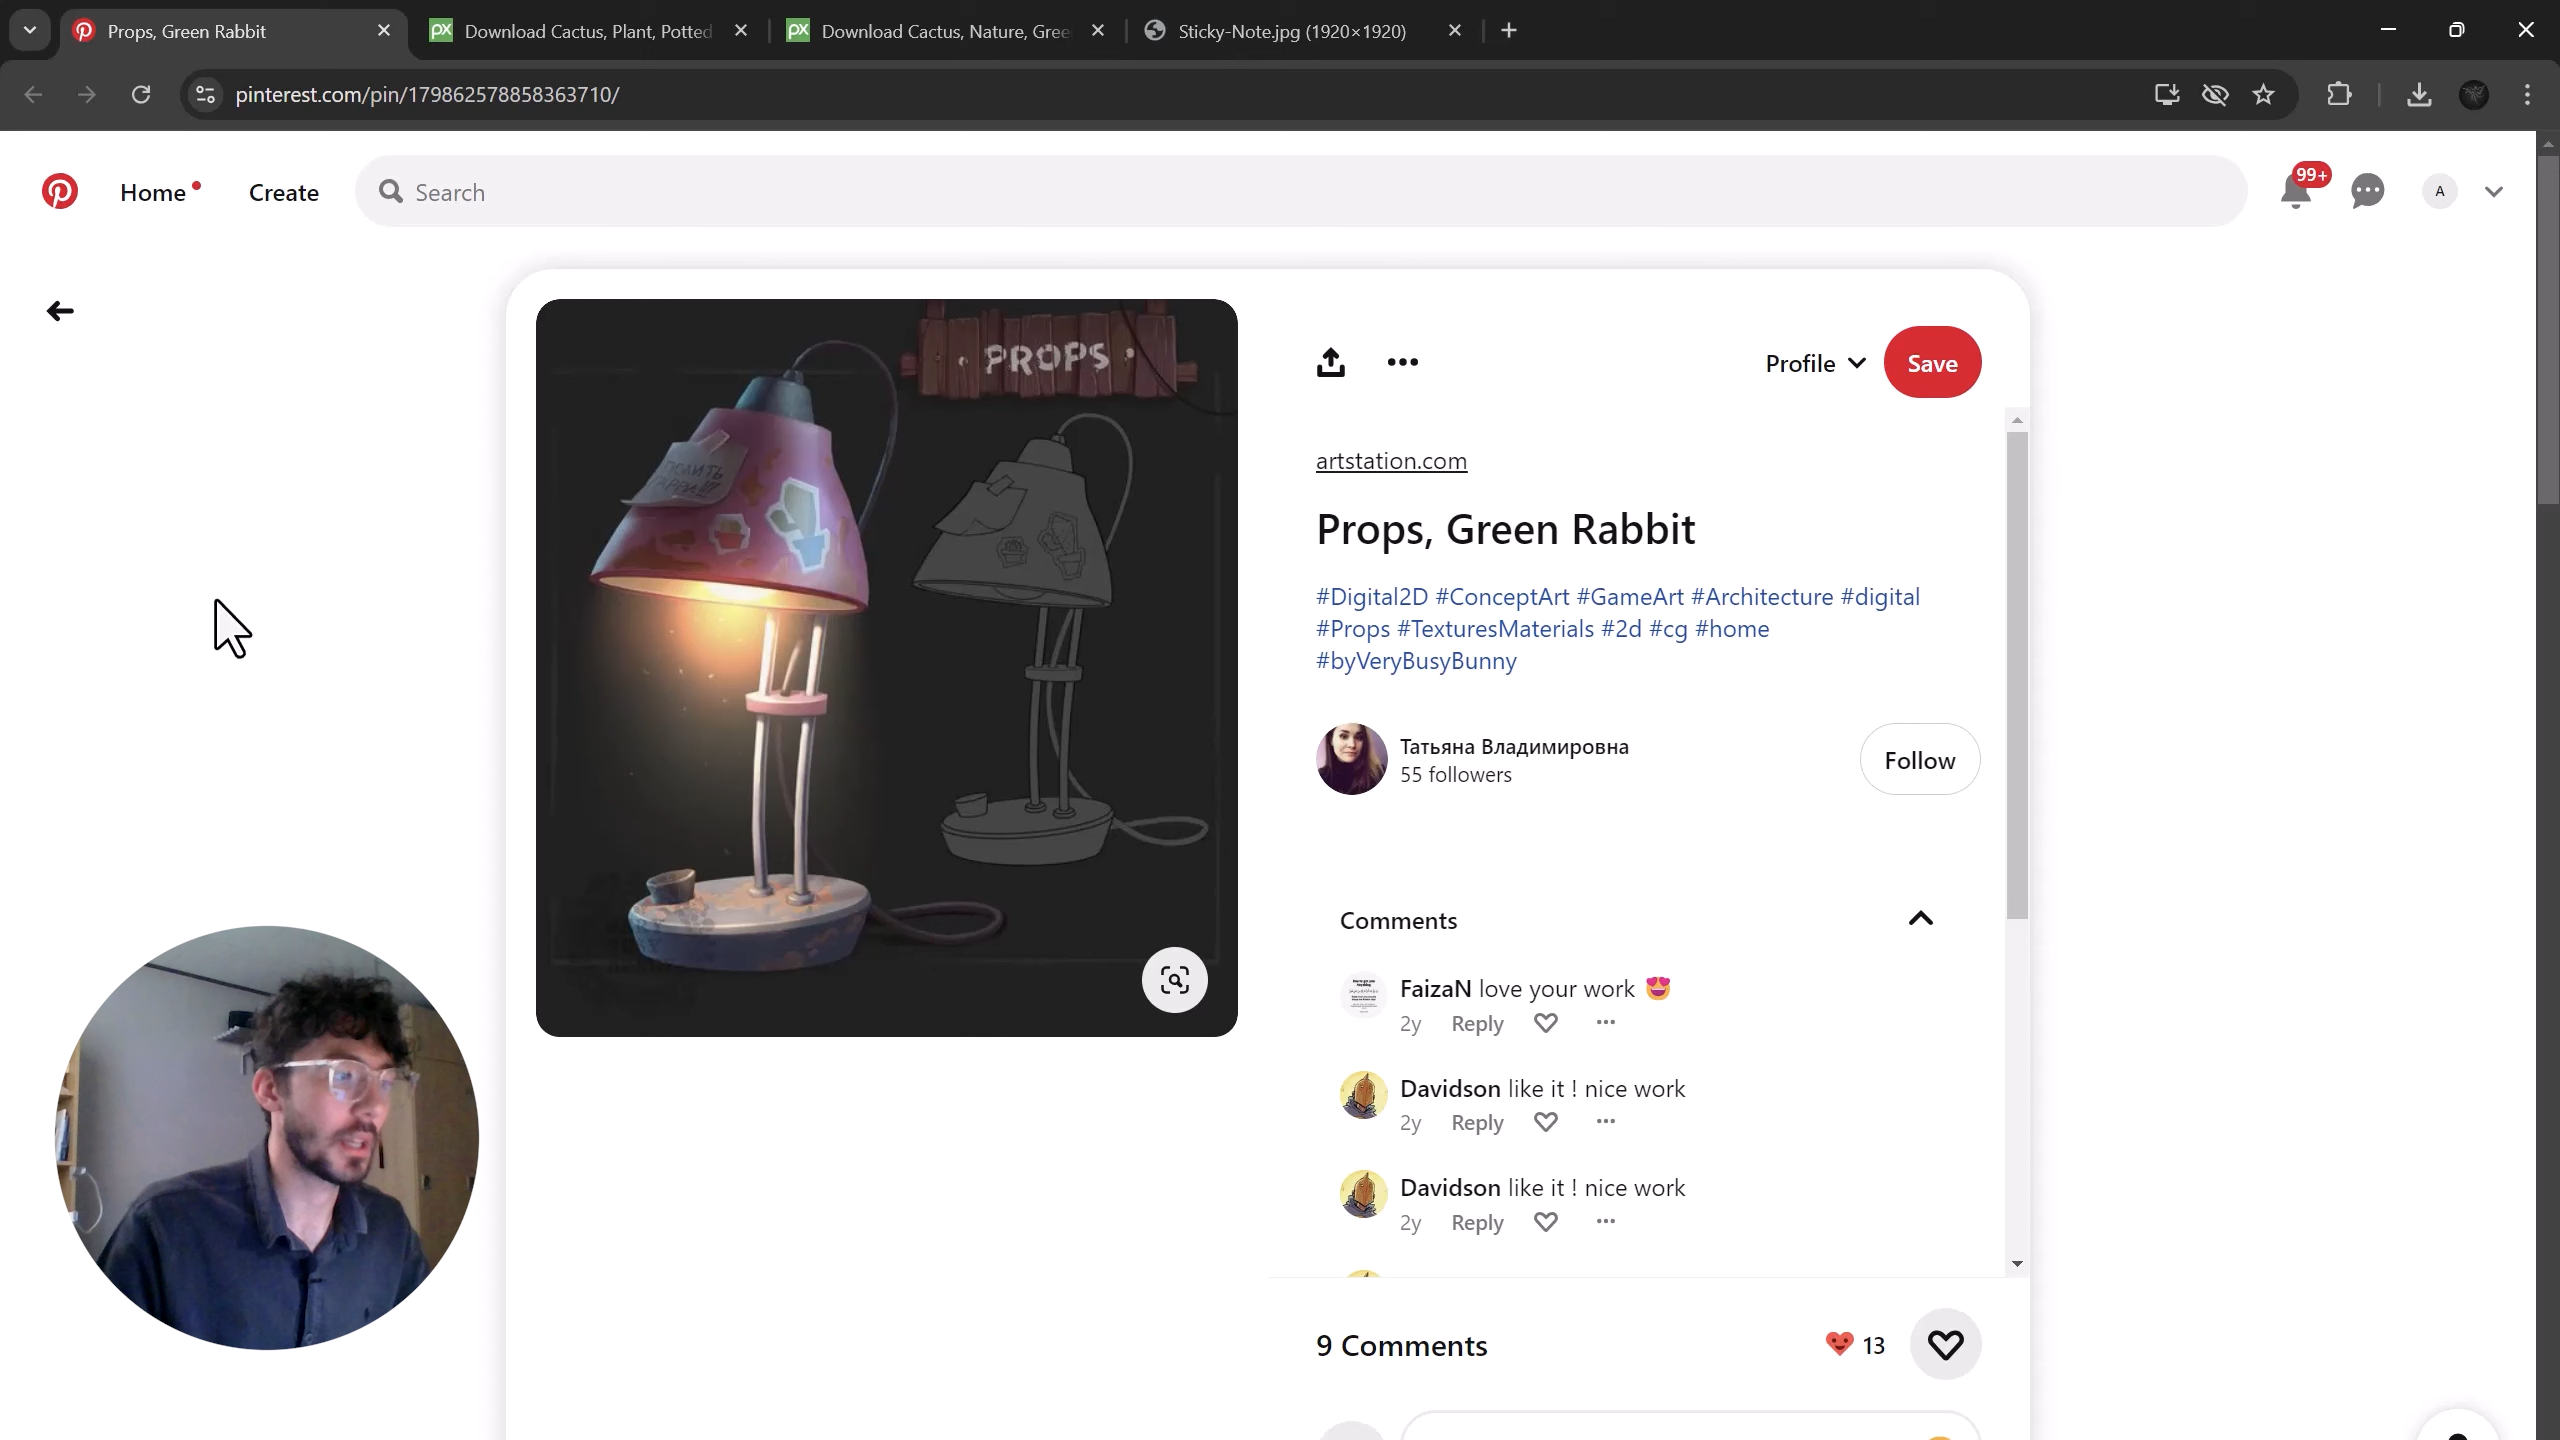 Props, Green Rabbit
Download Cactus, Plant, Potted
Download Cactus, Nature, Gree
Sticky-Note.jpg (1920×1920)
pinterest.com/pin/179862578858363710/
Home
Create
Search
99+
A
PROPS
ПОЛИТЬ
ГАРРИ!!!
Profile
Save
artstation.com
Props, Green Rabbit
#Digital2D #ConceptArt #GameArt #Architecture #digital
#Props #TexturesMaterials #2d #cg #home
#byVeryBusyBunny
Татьяна Владимировна
55 followers
Follow
Comments
FaizaN love your work 😍
2y Reply
Davidson like it ! nice work
2y Reply
Davidson like it ! nice work
2y Reply
9 Comments
13